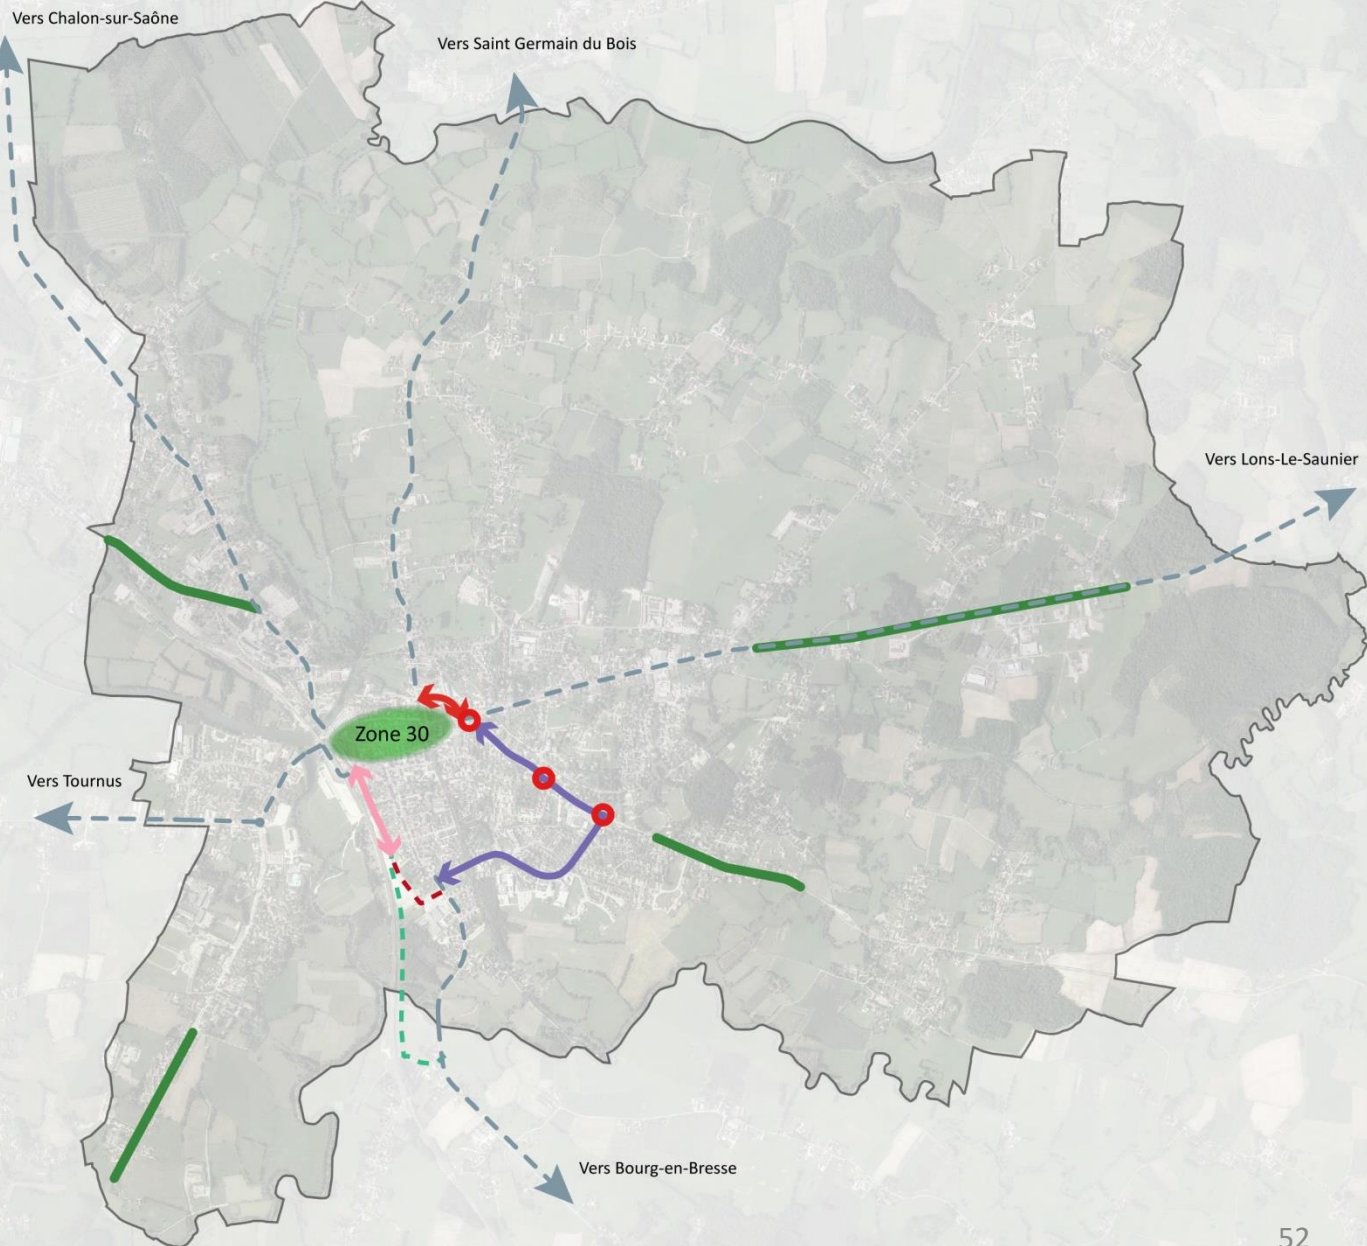 Vers Chalon-sur-Saône
Vers Saint Germain du Bois
Vers Lons-Le-Saunier
Zone 30
Vers Tournus
Vers Bourg-en-Bresse
52